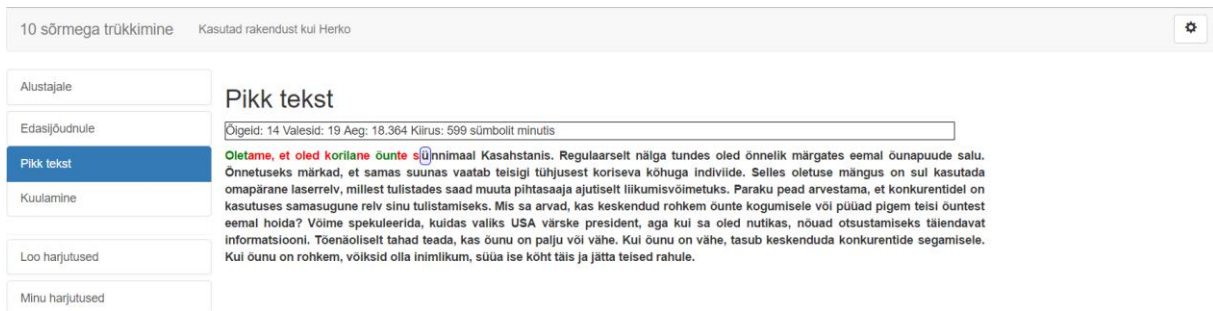 10 sõrmega trükkimine Kasutad rakendust kui Herko
Alustajale
Edasijõudnule
Pikk tekst
Kuulamine
Loo harjutused
Minu harjutused
Pikk tekst
Õigeid: 14 Valesid: 19 Aeg: 18.364 Kiirus: 599 sümbolit minutis
Oletame, et oled korilane õunte sünnimaal Kasahstanis. Regulaarselt nälga tundes oled õnnelik märgates eemal õunapuude salu.
Õnnetuseks märkad, et samas suunas vaatab teisigi tühjusest koriseva kõhuga indiviide. Selles oletuse mängus on sul kasutada
omapärane laserrelv, millest tulistades saad muuta pihtasaaja ajutiselt liikumisvõimetuks. Paraku pead arvestama, et konkurentidel on
kasutuses samasugune relv sinu tulistamiseks. Mis sa arvad, kas keskendud rohkem õunte kogumisele või püüad pigem teisi õuntest
eemal hoida? Võime spekuleerida, kuidas valiks USA värske president, aga kui sa oled nutikas, nõuad otsustamiseks täiendavat
informatsiooni. Tõenäoliselt tahad teada, kas õunu on palju või vähe. Kui õunu on vähe, tasub keskenduda konkurentide segamisele.
Kui õunu on rohkem, võiksid olla inimlikum, süüa ise kõht täis ja jätta teised rahule.